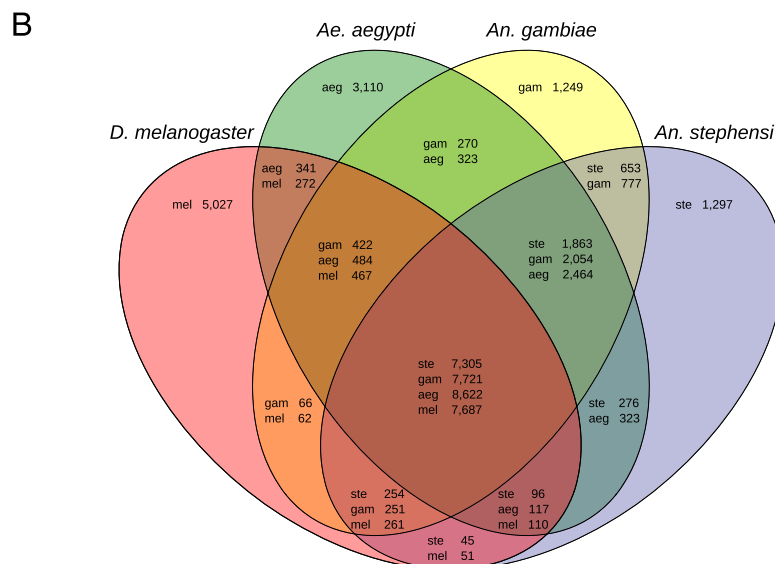 B
Ae. aegypti
An. gambiae
D. melanogaster
An. stephensi
aeg 3,110
gam 1,249
gam 270
aeg 323
aeg 341
mel 272
ste 653
gam 777
mel 5,027
ste 1,297
gam 422
aeg 484
mel 467
ste 1,863
gam 2,054
aeg 2,464
ste 7,305
gam 7,721
aeg 8,622
mel 7,687
gam 66
mel 62
ste 276
aeg 323
ste 254
gam 251
mel 261
ste 96
aeg 117
mel 110
ste 45
mel 51